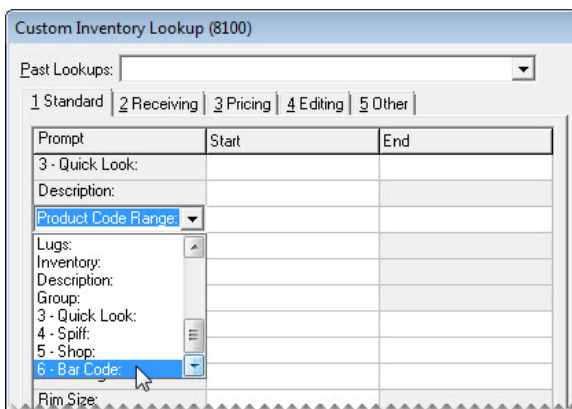 Custom Inventory Lookup (8100)
Past Lookups:
1 Standard 2 Receiving 3 Pricing 4 Editing 5 Other
Prompt Start End
3 - Quick Look:
Description:
Product Code Range:
Lugs:
Inventory:
Description:
Group:
3 - Quick Look:
4 - Spiff:
5 - Shop:
6 - Bar Code:
Rim Size: